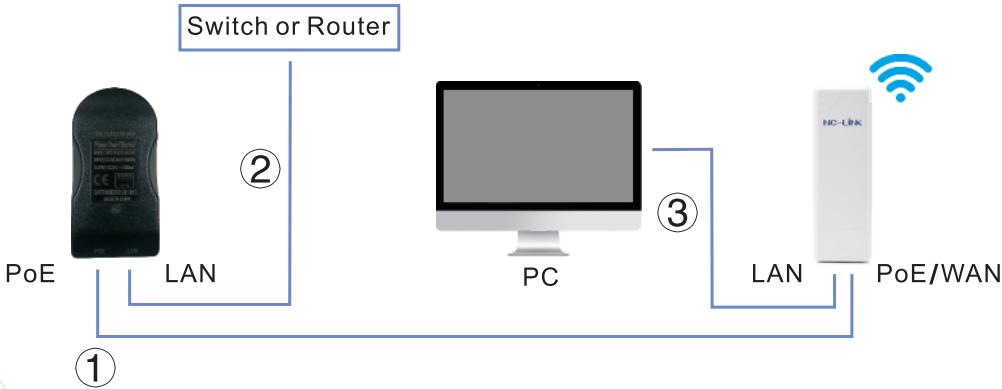 Switch or Router
NC-LINK
②
③
PoE
LAN
PC
LAN
PoE/WAN
①